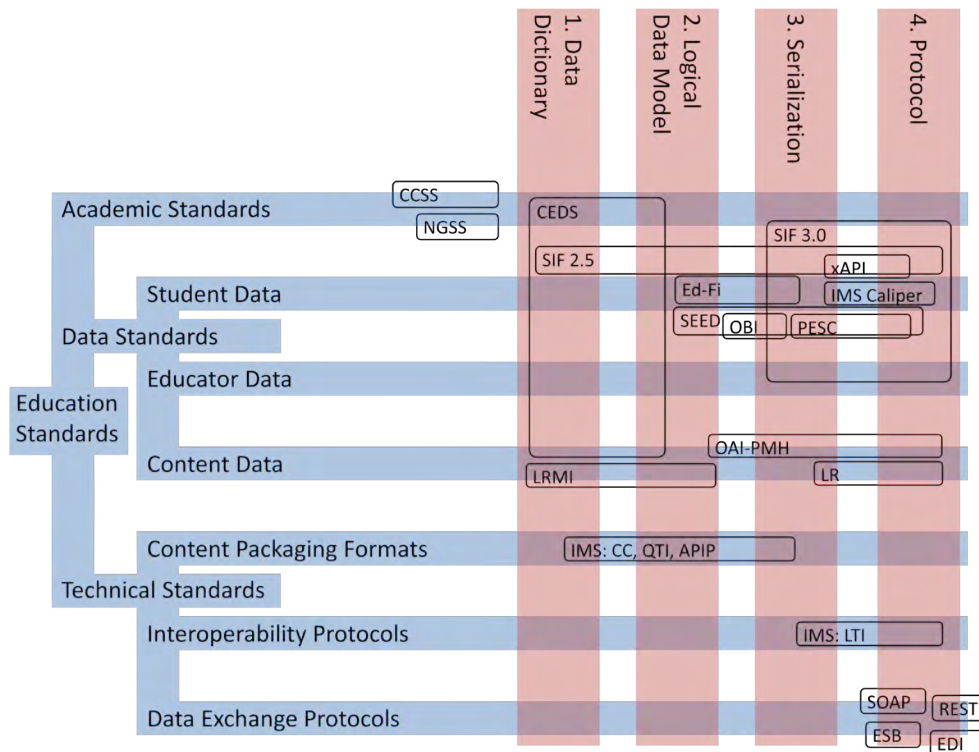 1. Data
Dictionary
2. Logical
Data Model
3. Serialization
4. Protocol
CCSS
Academic Standards
NGSS
CEDS
SIF 3.0
SIF 2.5
xAPI
Student Data
Ed-Fi
IMS Caliper
SEED
OBI
PESC
Data Standards
Educator Data
Education
Standards
OAI-PMH
Content Data
LRMI
LR
Content Packaging Formats
IMS: CC, QTI, APIP
Technical Standards
Interoperability Protocols
IMS: LTI
SOAP
REST
Data Exchange Protocols
ESB
EDI